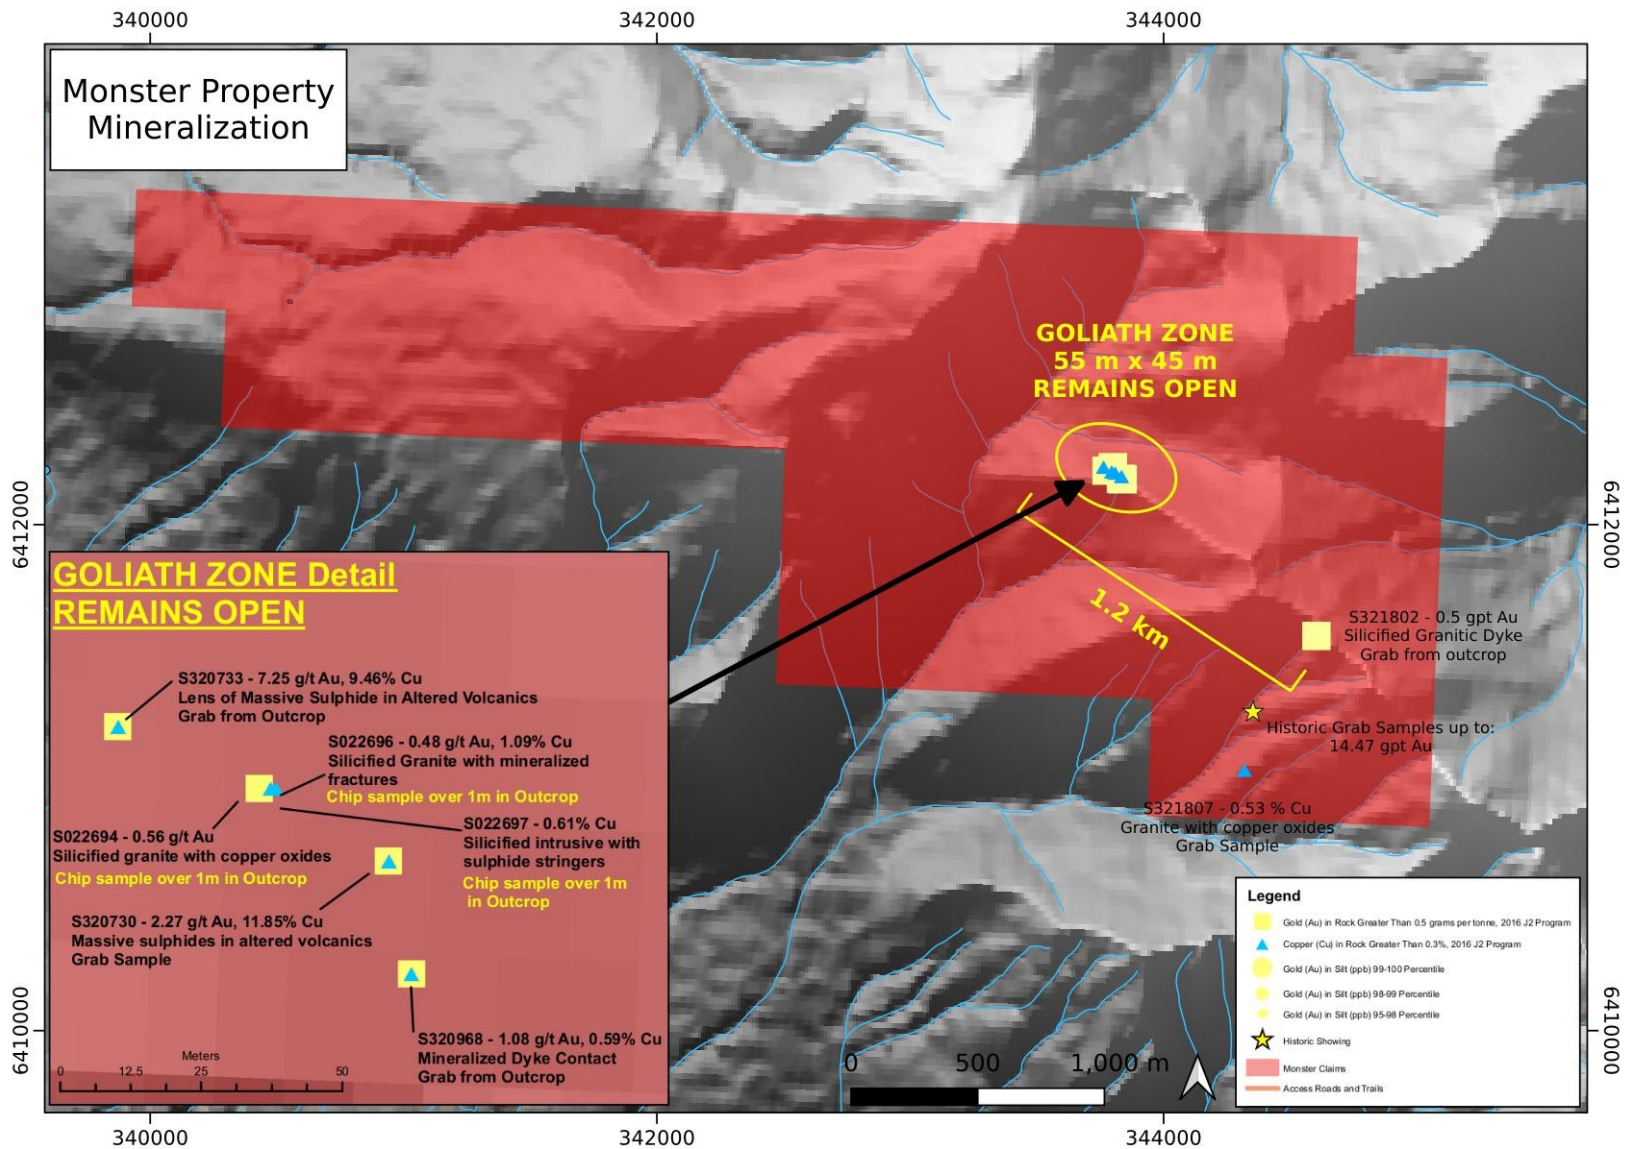 340000
342000
344000
Monster Property
Mineralization
GOLIATH ZONE
55 m x 45 m
REMAINS OPEN
6412000
6412000
1.2 km
S321802 - 0.5 gpt Au
Silicified Granitic Dyke
Grab from outcrop
Historic Grab Samples up to:
14.47 gpt Au
S321807 - 0.53 % Cu
Granite with copper oxides
Grab Sample
GOLIATH ZONE Detail
REMAINS OPEN
S320733 - 7.25 g/t Au, 9.46% Cu
Lens of Massive Sulphide in Altered Volcanics
Grab from Outcrop
S022696 - 0.48 g/t Au, 1.09% Cu
Silicified Granite with mineralized
fractures
Chip sample over 1m in Outcrop
S022694 - 0.56 g/t Au
Silicified granite with copper oxides
Chip sample over 1m in Outcrop
S022697 - 0.61% Cu
Silicified intrusive with
sulphide stringers
Chip sample over 1m
in Outcrop
S320730 - 2.27 g/t Au, 11.85% Cu
Massive sulphides in altered volcanics
Grab Sample
S320968 - 1.08 g/t Au, 0.59% Cu
Mineralized Dyke Contact
Grab from Outcrop
Meters
0 12.5 25 50
0 500 1,000 m
Legend
Gold (Au) in Rock Greater Than 0.5 grams per tonne, 2016 J2 Program
Copper (Cu) in Rock Greater Than 0.3%, 2016 J2 Program
Gold (Au) in Silt (ppb) 99-100 Percentile
Gold (Au) in Silt (ppb) 98-99 Percentile
Gold (Au) in Silt (ppb) 95-98 Percentile
Historic Showing
Monster Claims
Access Roads and Trails
6410000
6410000
340000
342000
344000